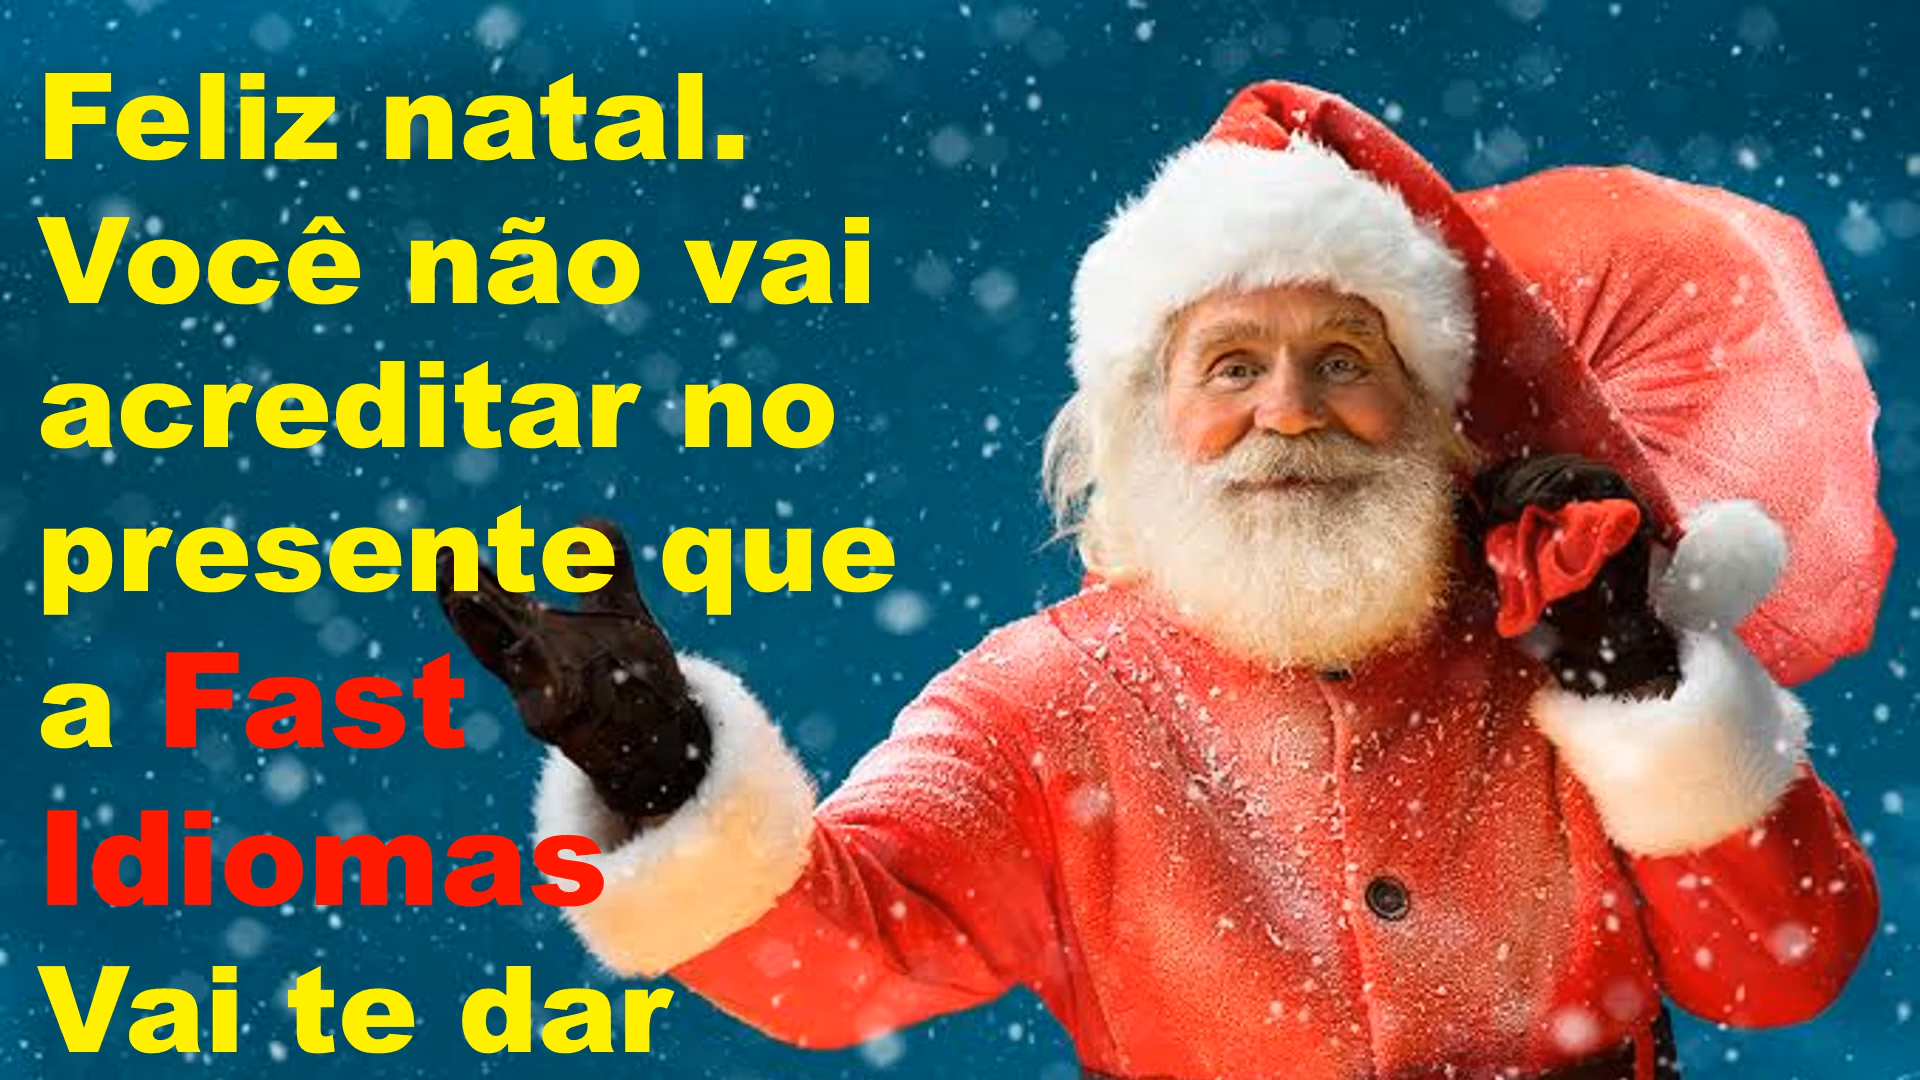 Feliz natal.
Você não vai
acreditar no
presente que
a Fast
Idiomas
Vai te dar